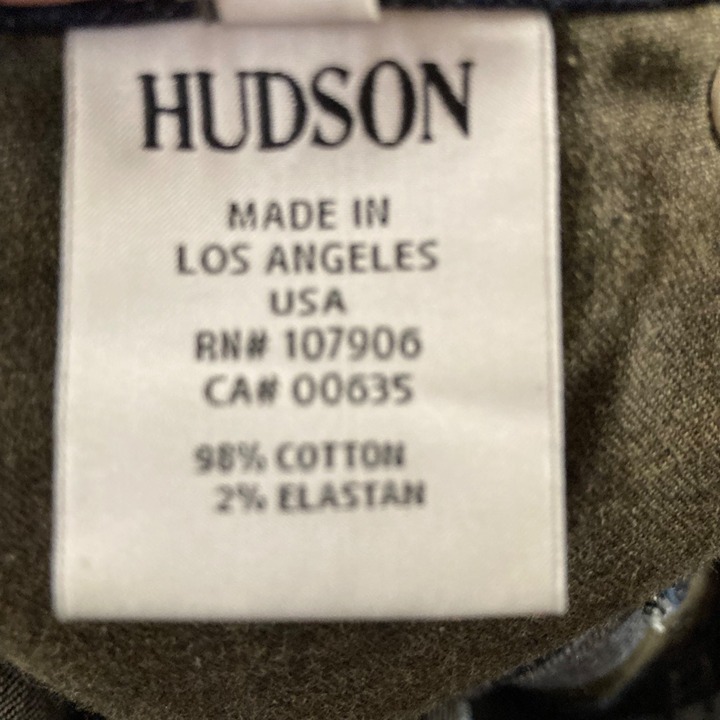 HUDSON
MADE IN
LOS ANGELES
USA
RN# 107906
CA# 00635
98% COTTON
2% ELASTAN